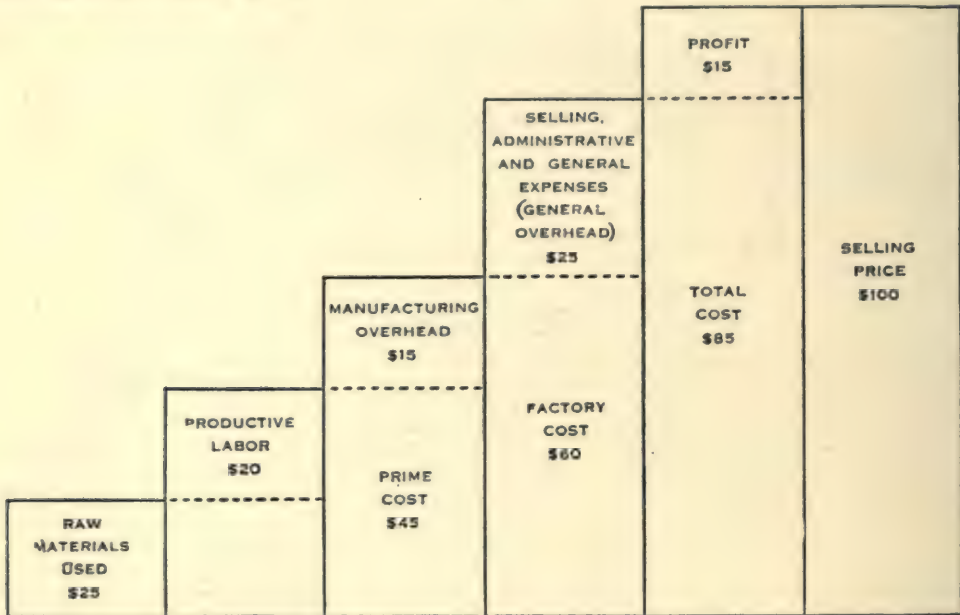 RAW
MATERIALS
USED
$25
PRODUCTIVE
LABOR
$20
MANUFACTURING
OVERHEAD
$15
PRIME
COST
$45
SELLING,
ADMINISTRATIVE
AND GENERAL
EXPENSES
(GENERAL
OVERHEAD)
$25
FACTORY
COST
$60
PROFIT
$15
TOTAL
COST
$85
SELLING
PRICE
$100